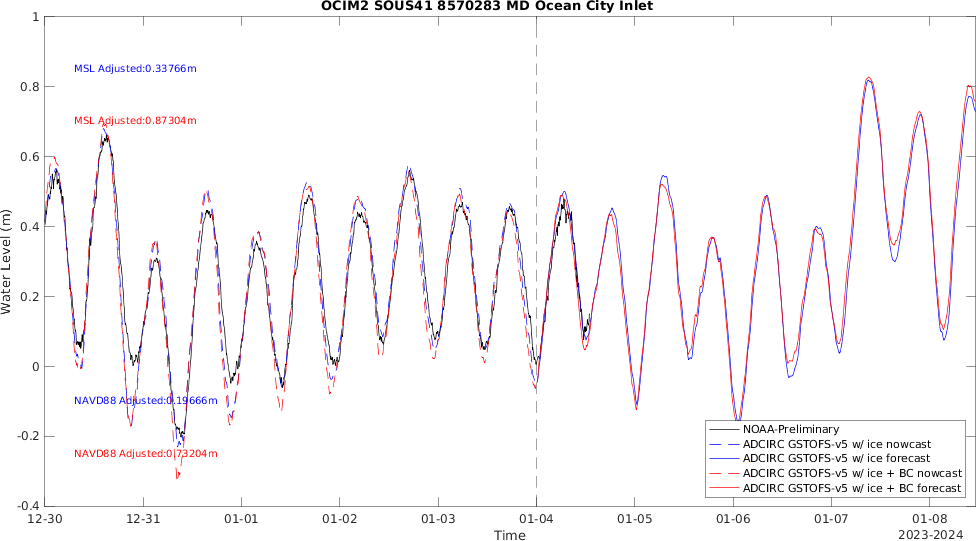 OCIM2 SOUS41 8570283 MD Ocean City Inlet
1
MSL Adjusted:0.33766m
0.8
MSL Adjusted:0.87304m
0.6
0.4
Water Level (m)
0.2
0
NAVD88 Adjusted:0.19666m
-0.2
NAVD88 Adjusted:0.73204m
-0.4
NOAA-Preliminary
ADCIRC GSTOFS-v5 w/ ice nowcast
ADCIRC GSTOFS-v5 w/ ice forecast
ADCIRC GSTOFS-v5 w/ ice + BC nowcast
ADCIRC GSTOFS-v5 w/ ice + BC forecast
12-30 12-31 01-01 01-02 01-03 01-04 01-05 01-06 01-07 01-08
Time
2023-2024